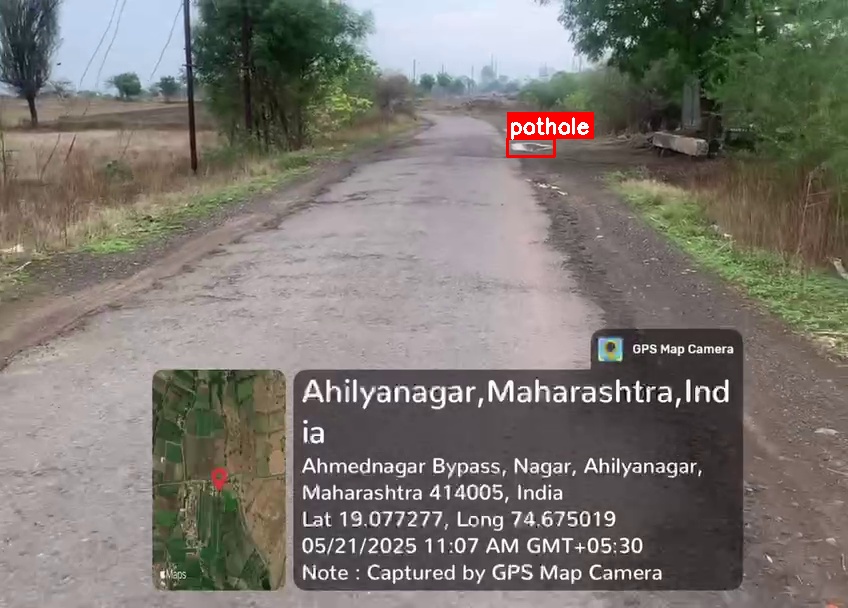 pothole
GPS Map Camera
Ahilyanagar,Maharashtra,Ind
ia
Ahmednagar Bypass, Nagar, Ahilyanagar,
Maharashtra 414005, India
Lat 19.077277, Long 74.675019
05/21/2025 11:07 AM GMT+05:30
Note : Captured by GPS Map Camera
Maps